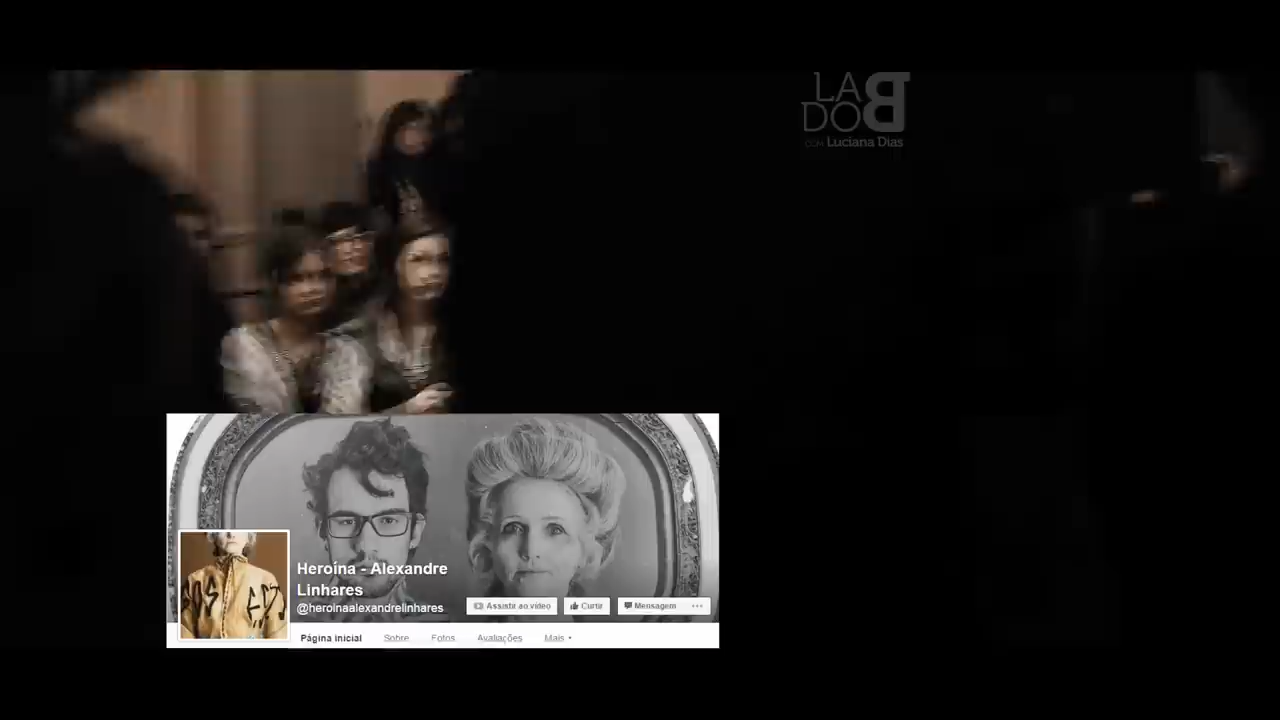 LA
DO B
COM Luciana Dias
Heroína - Alexandre
Linhares
@heroinaalexandrelinhares
Assistir ao vídeo
Curtir
Mensagem
Página inicial
Sobre
Fotos
Avaliações
Mais